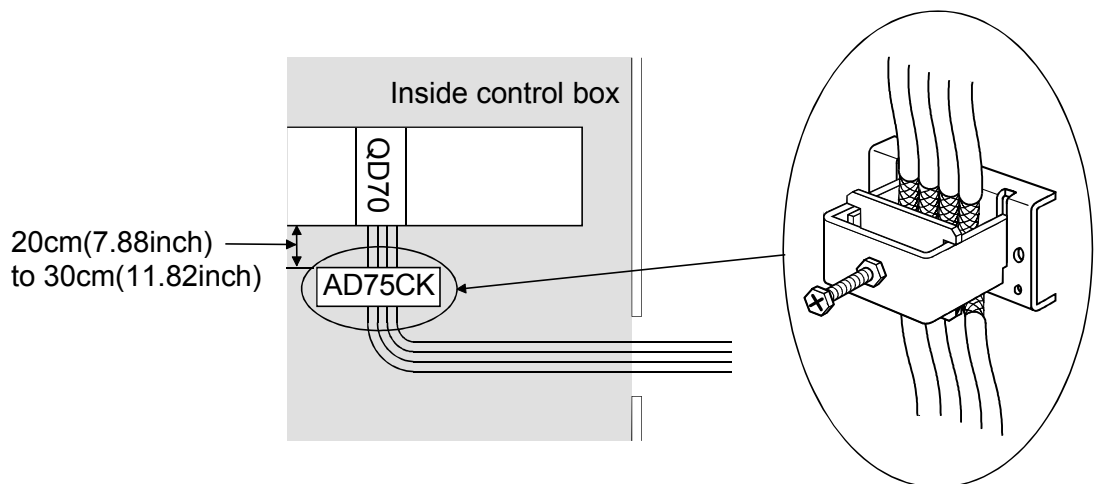 Inside control box
QD70
20cm(7.88inch)
to 30cm(11.82inch)
AD75CK